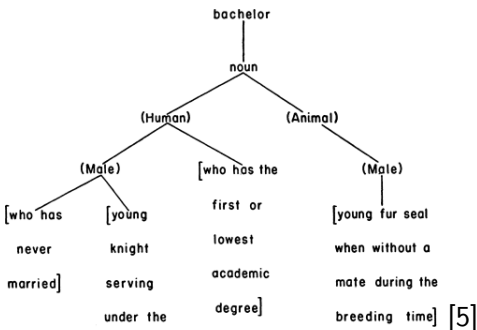 bachelor
noun
(Human) (Animal)
(Male) [who has the (Male)
[who has [young first or [young fur seal
never knight lowest when without a
married] serving academic mate during the
under the degree] breeding time] [5]